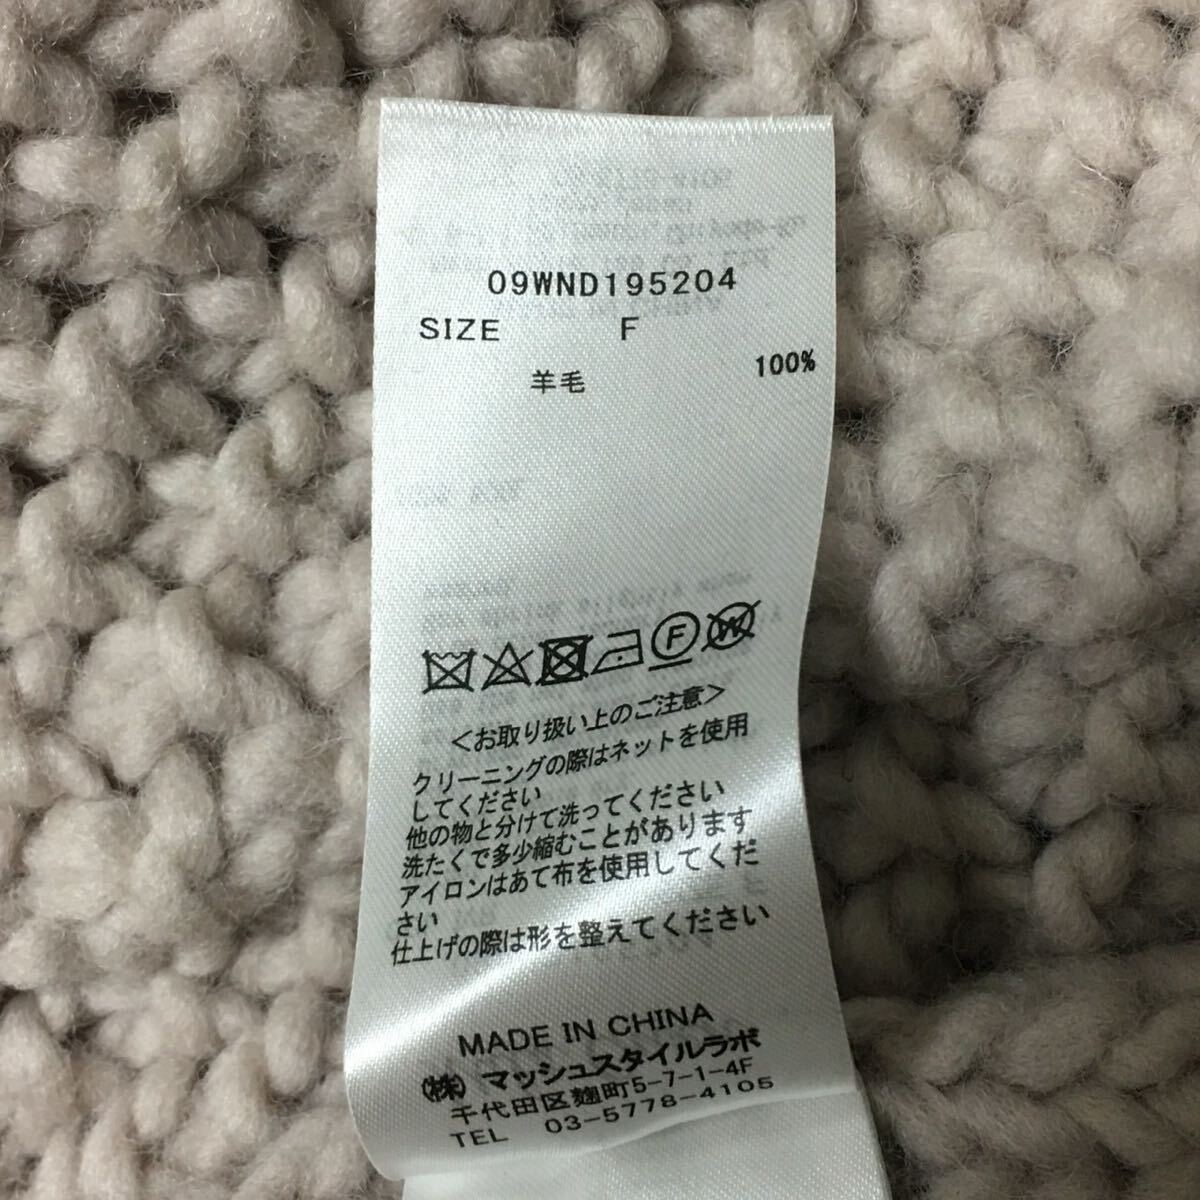 09WND195204
SIZE F
羊毛 100%
F W
<お取り扱い上のご注意>
クリーニングの際はネットを使用
してください
他の物と分けて洗ってください
洗たくで多少縮むことがあります
アイロンはあて布を使用してくだ
さい
仕上げの際は形を整えてください
MADE IN CHINA
(株) マッシュスタイルラボ
千代田区麹町5-7-1-4F
TEL 03-5778-4105